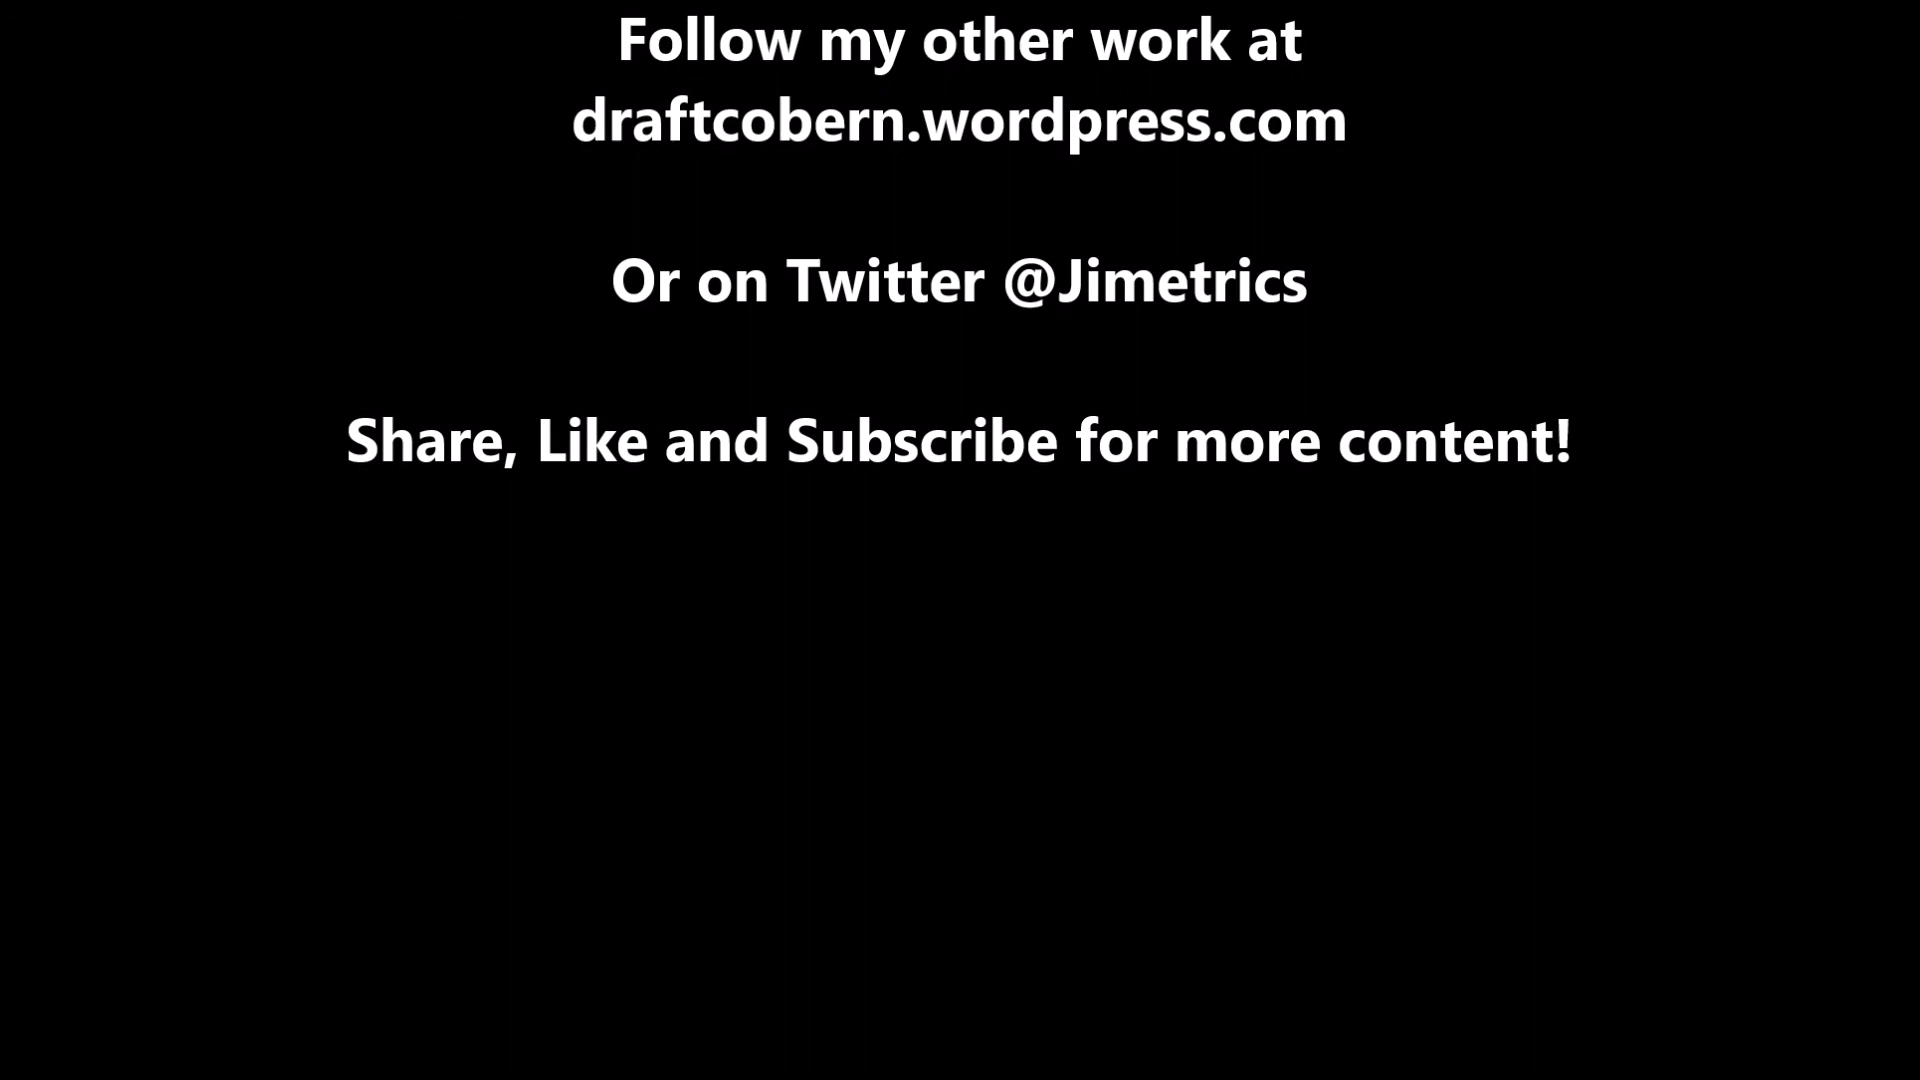 Follow my other work at
draftcobern.wordpress.com
Or on Twitter @Jimetrics
Share, Like and Subscribe for more content!